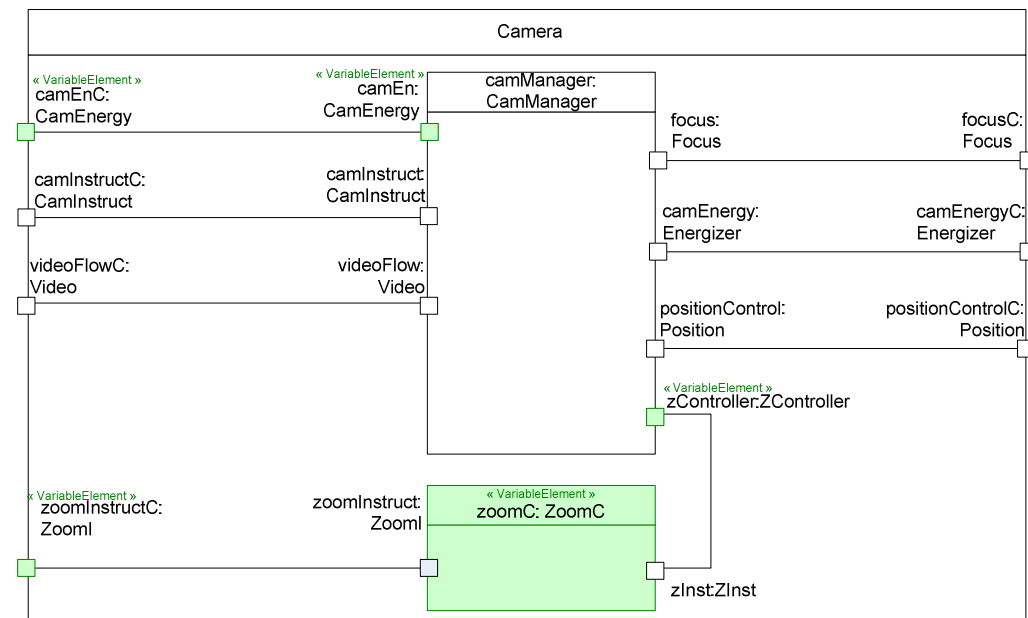 Camera
« VariableElement »
camEnC:
CamEnergy
« VariableElement »
camEn:
CamEnergy
camManager:
CamManager
focus:
Focus
focusC:
Focus
camInstructC:
CamInstruct
camInstruct:
CamInstruct
camEnergy:
Energizer
camEnergyC:
Energizer
videoFlowC:
Video
videoFlow:
Video
positionControl:
Position
positionControlC:
Position
« VariableElement »
zController:ZController
« VariableElement »
zoomInstructC:
ZoomI
zoomInstruct:
ZoomI
« VariableElement »
zoomC: ZoomC
zInst:ZInst